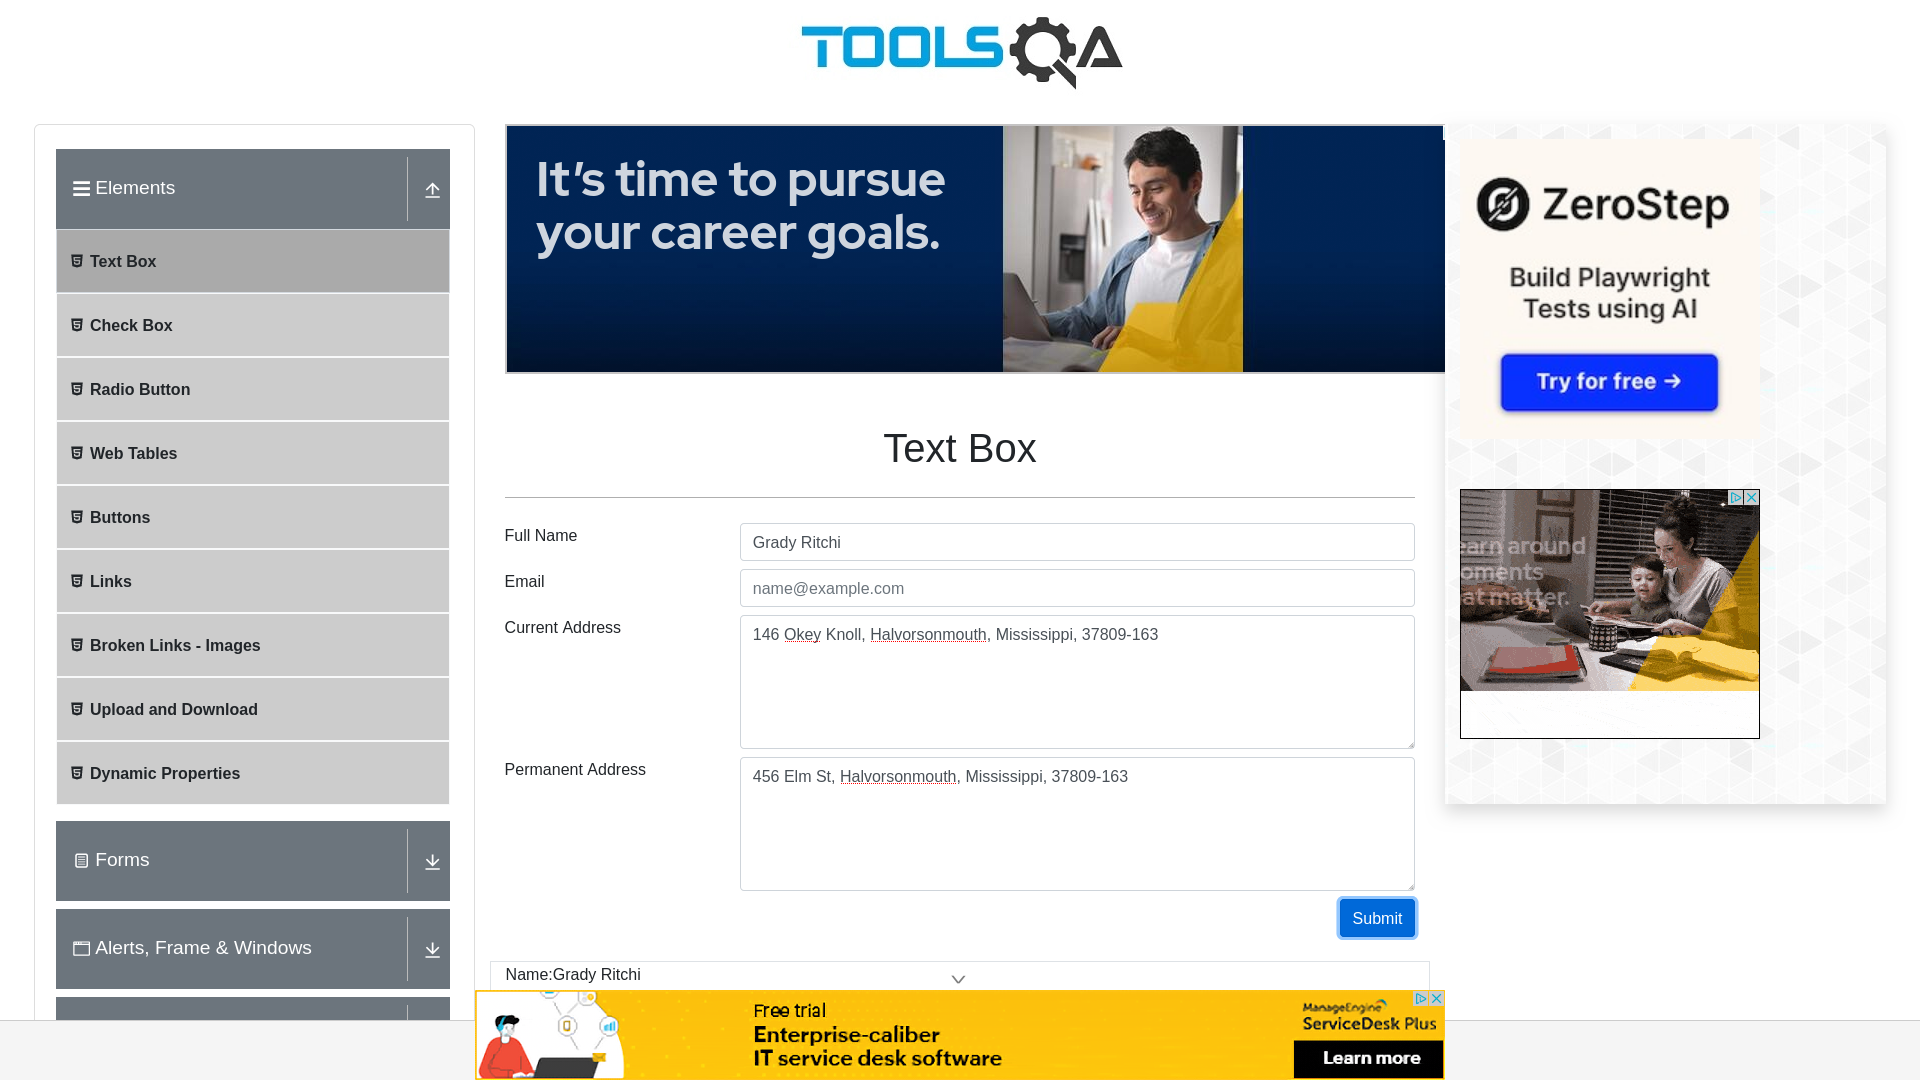 TOOLSQA
Elements
Text Box
Check Box
Radio Button
Web Tables
Buttons
Links
Broken Links - Images
Upload and Download
Dynamic Properties
Forms
Alerts, Frame & Windows
It's time to pursue
your career goals.
Text Box
Full Name
Grady Ritchi
Email
name@example.com
Current Address
146 Okey Knoll, Halvorsonmouth, Mississippi, 37809-163
Permanent Address
456 Elm St, Halvorsonmouth, Mississippi, 37809-163
Submit
Name:Grady Ritchi
ZeroStep
Build Playwright
Tests using AI
Try for free →
earn around
oments
at matter.
Free trial
Enterprise-caliber
IT service desk software
ManageEngine
ServiceDesk Plus
Learn more